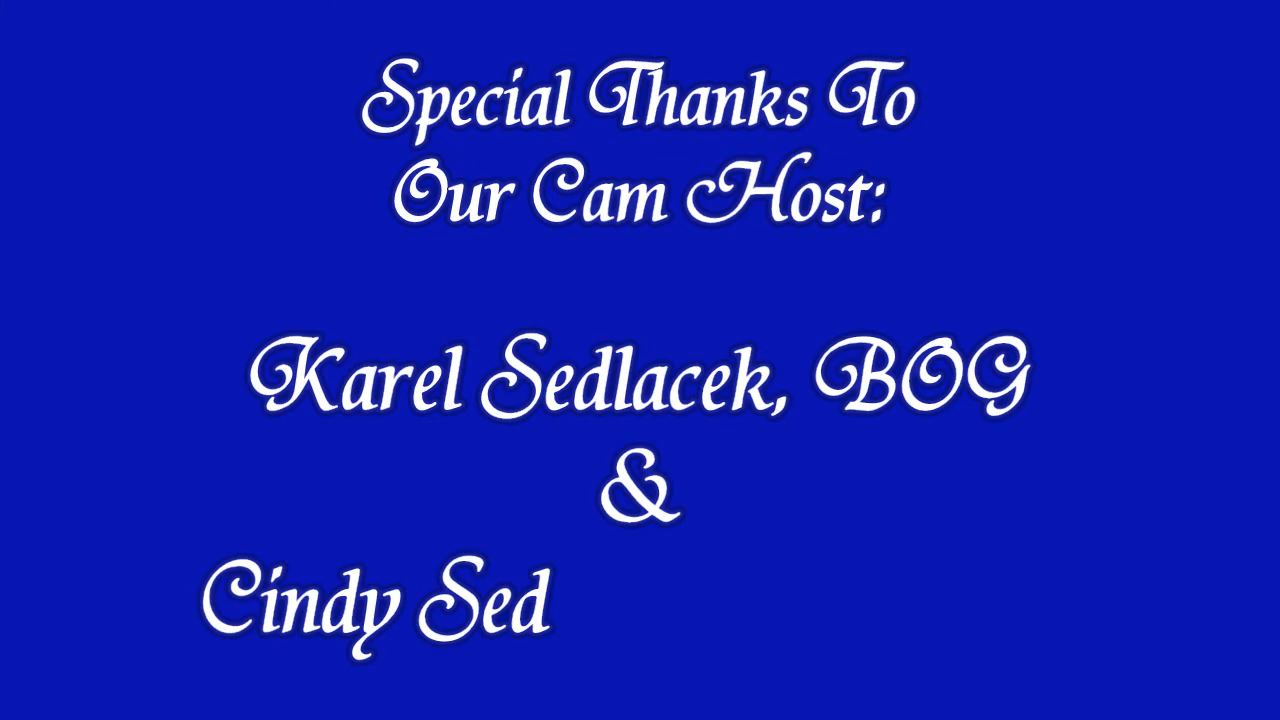 Special Thanks To
Our Cam Host:
Karel Sedlacek, BOG
&
Cindy Sed